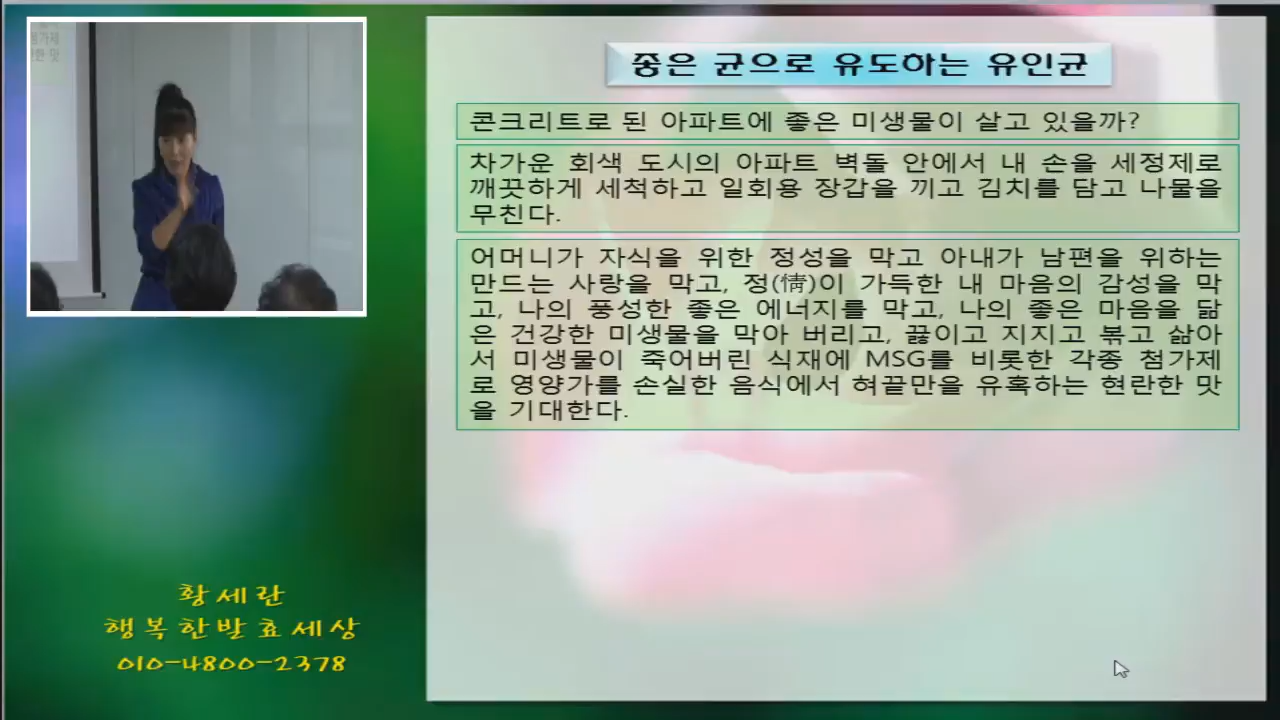 좋은 균으로 유도하는 유인균
콘크리트로 된 아파트에 좋은 미생물이 살고 있을까?
차가운 회색 도시의 아파트 벽돌 안에서 내 손을 세정제로
깨끗하게 세척하고 일회용 장갑을 끼고 김치를 담고 나물을
무친다.
어머니가 자식을 위한 정성을 막고 아내가 남편을 위하는
만드는 사랑을 막고, 정(情)이 가득한 내 마음의 감성을 막
고, 나의 풍성한 좋은 에너지를 막고, 나의 좋은 마음을 닮
은 건강한 미생물을 막아 버리고, 끓이고 지지고 볶고 삶아
서 미생물이 죽어버린 식재에 MSG를 비롯한 각종 첨가제
로 영양가를 손실한 음식에서 혀끝만을 유혹하는 현란한 맛
을 기대한다.
황세란
행복한발효세상
010-4800-2378